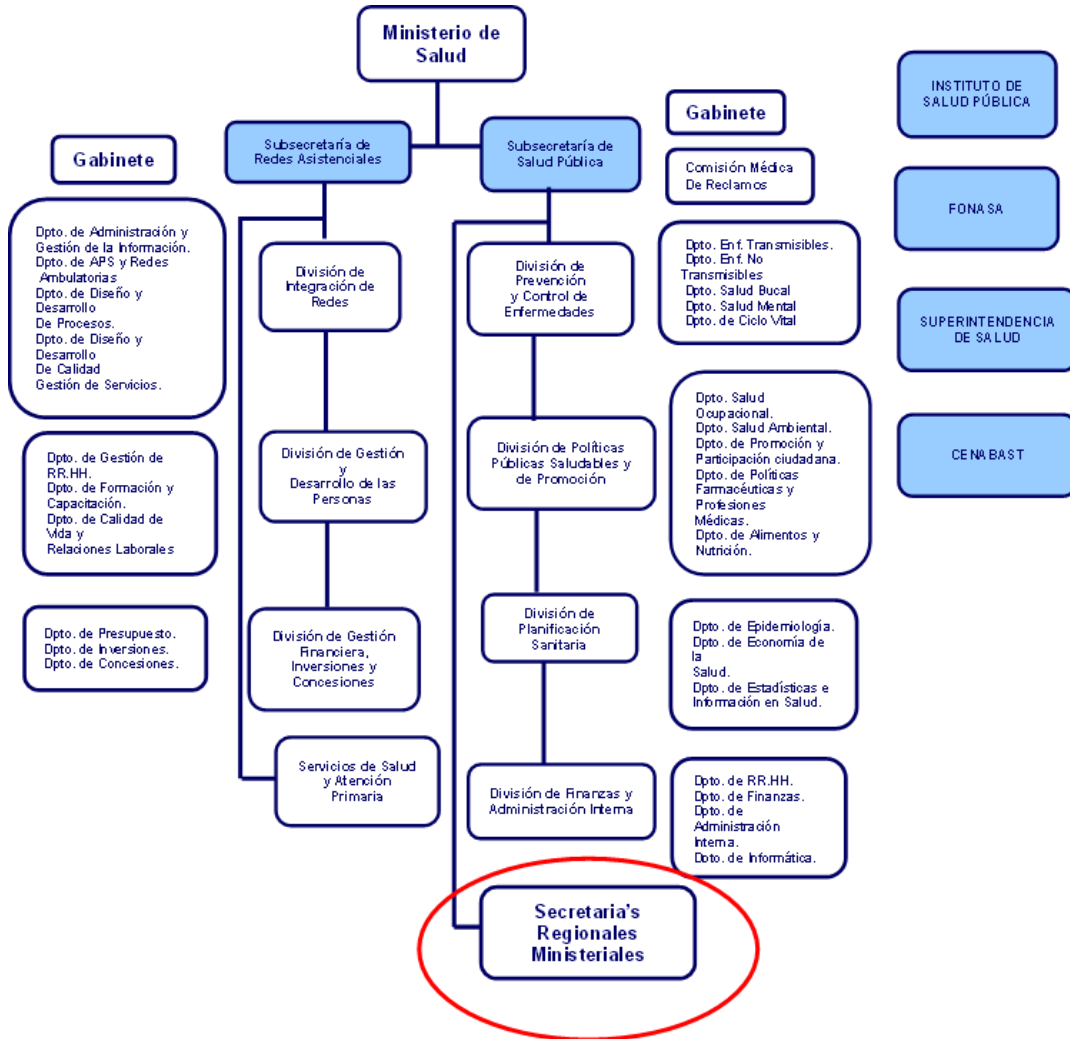 Ministerio de
Salud
Subsecretaría de
Redes Asistenciales
Subsecretaría de
Salud Pública
Gabinete
Dpto. de Administración y
Gestión de la Información.
Dpto. de APS y Redes
Ambulatorias
Dpto. de Diseño y
Desarrollo
De Procesos.
Dpto. de Diseño y
Desarrollo
De Calidad
Gestión de Servicios.
Dpto. de Gestión de
RR.HH.
Dpto. de Formación y
Capacitación.
Dpto. de Calidad de
Vida y
Relaciones Laborales
Dpto. de Presupuesto.
Dpto. de Inversiones.
Dpto. de Concesiones.
División de
Integración de
Redes
División de Gestión
y
Desarrollo de las
Personas
División de Gestión
Financiera,
Inversiones y
Concesiones
Servicios de Salud
y Atención
Primaria
División de
Prevención
y Control de
Enfermedades
División de Políticas
Públicas Saludables y
de Promoción
División de
Planificación
Sanitaria
División de Finanzas y
Administración Interna
Secretaria's
Regionales
Ministeriales
Gabinete
Comisión Médica
De Reclamos
Dpto. Enf. Transmisibles.
Dpto. Enf. No
Transmisibles
Dpto. Salud Bucal
Dpto. Salud Mental
Dpto. de Ciclo Vital
Dpto. Salud
Ocupacional.
Dpto. Salud Ambiental.
Dpto. de Promoción y
Participación ciudadana.
Dpto. de Políticas
Farmacéuticas y
Profesiones
Médicas.
Dpto. de Alimentos y
Nutrición.
Dpto. de Epidemiología.
Dpto. de Economía de
la
Salud.
Dpto. de Estadísticas e
Información en Salud.
Dpto. de RR.HH.
Dpto. de Finanzas.
Dpto. de
Administración
Interna.
Dpto. de Informática.
INSTITUTO DE
SALUD PÚBLICA
FONASA
SUPERINTENDENCIA
DE SALUD
CENABAST